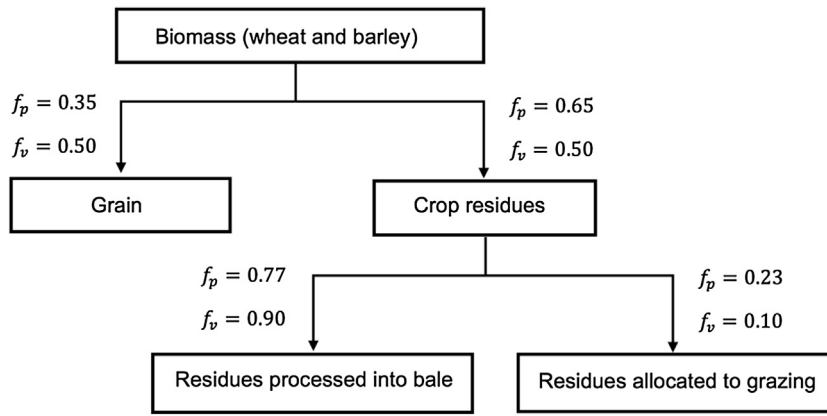 Biomass (wheat and barley)
f_p = 0.35
f_v = 0.50
f_p = 0.65
f_v = 0.50
Grain
Crop residues
f_p = 0.77
f_v = 0.90
f_p = 0.23
f_v = 0.10
Residues processed into bale
Residues allocated to grazing